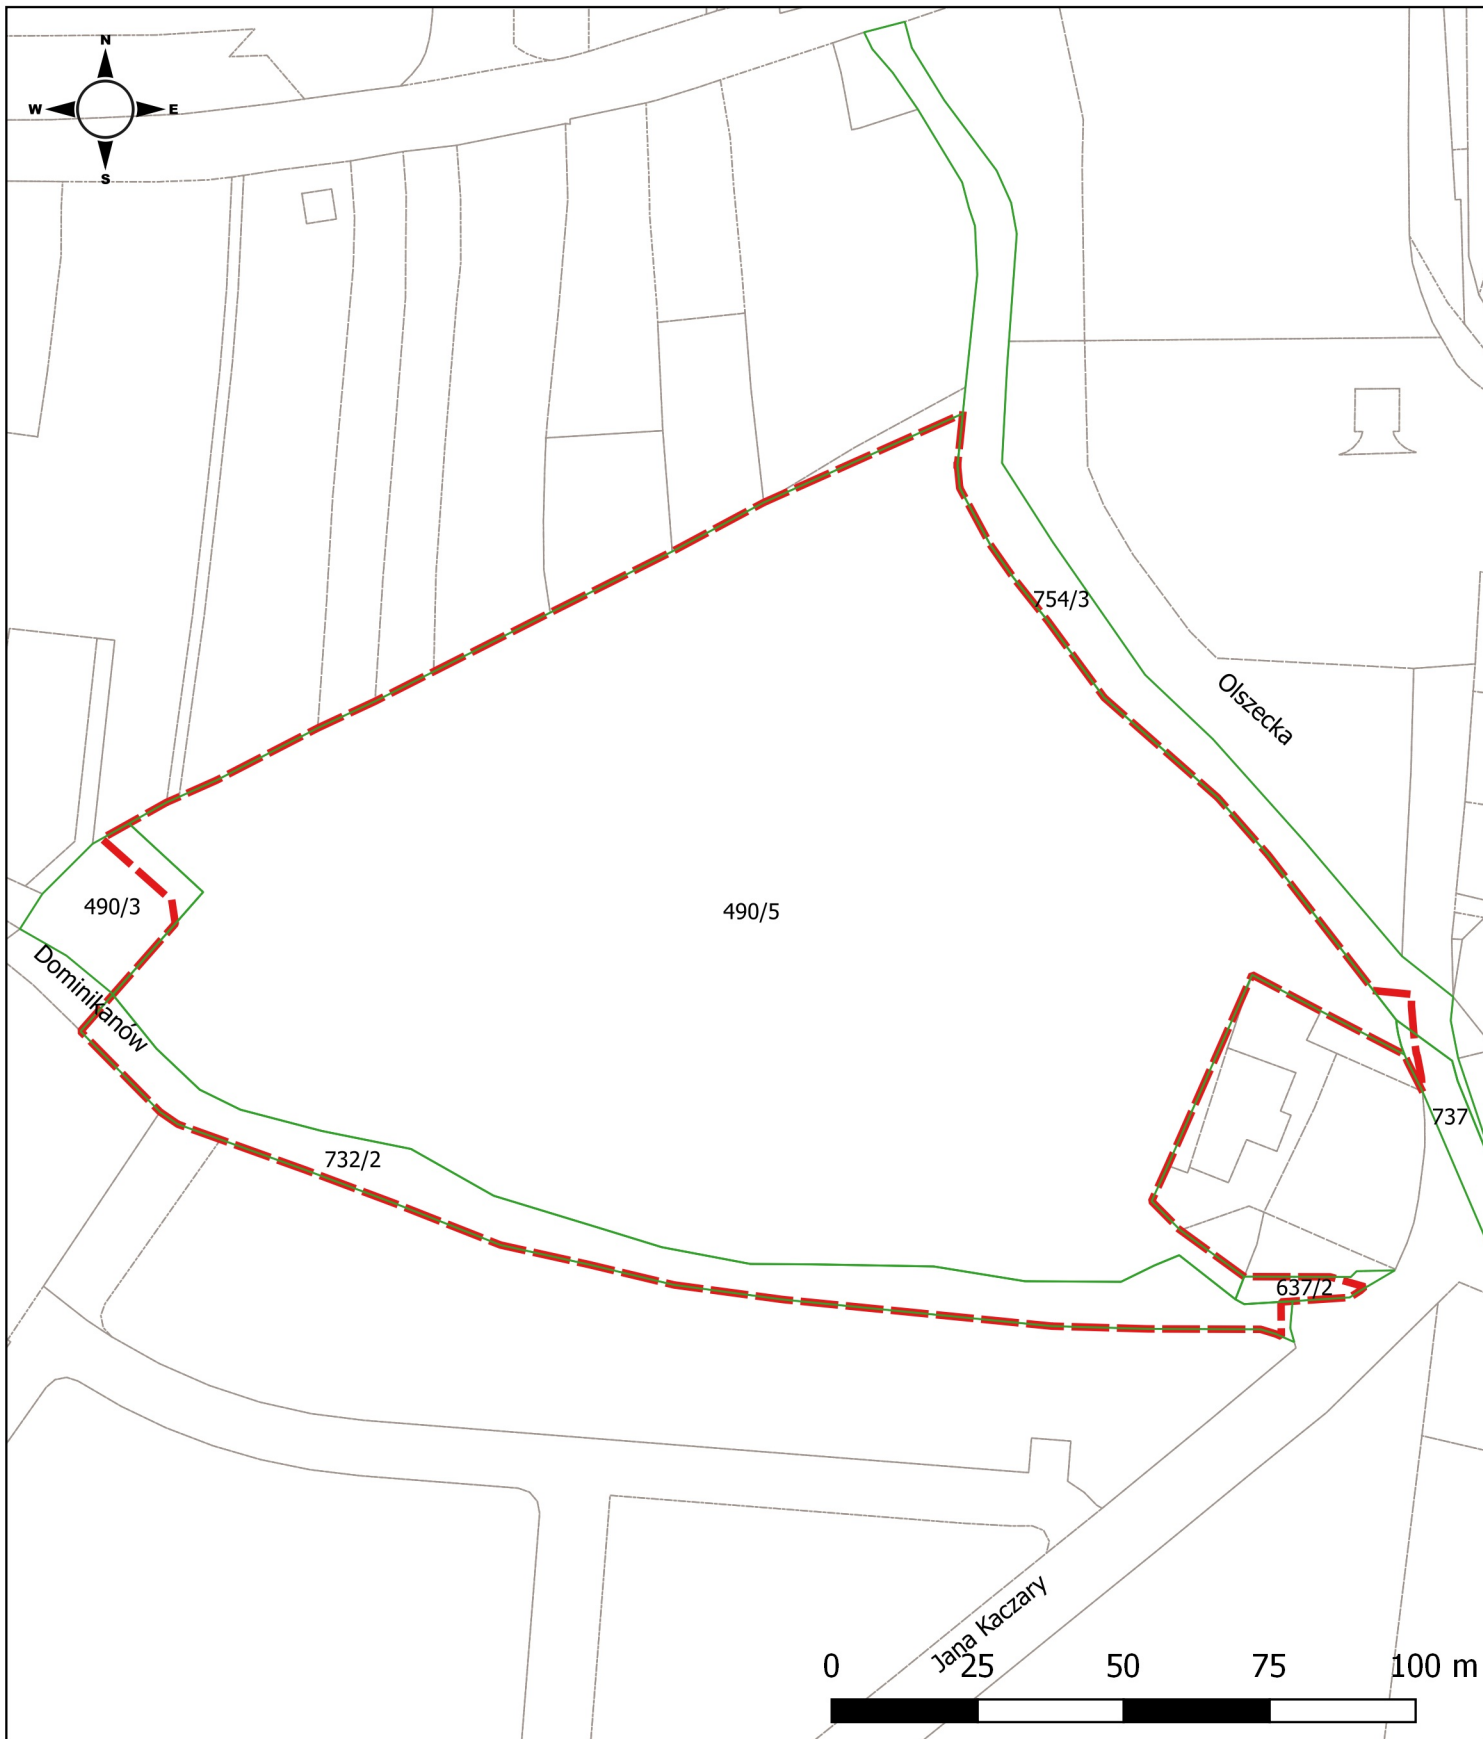 N
W E
S
754/3
Olszecka
490/3
490/5
Dominikanów
737
732/2
637/2
Jana Kaczary
0 25 50 75 100 m